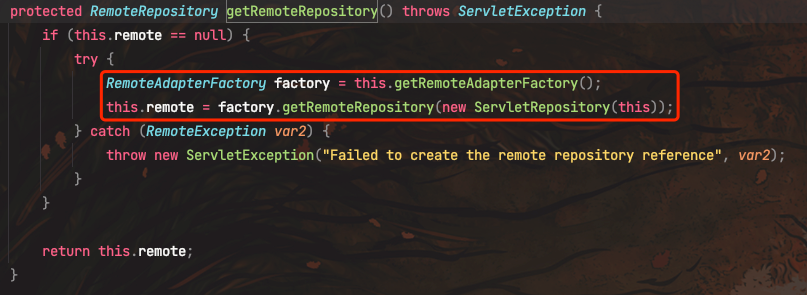 protected RemoteRepository getRemoteRepository() throws ServletException {
if (this.remote == null) {
try {
RemoteAdapterFactory factory = this.getRemoteAdapterFactory();
this.remote = factory.getRemoteRepository(new ServletRepository(this));
} catch (RemoteException var2) {
throw new ServletException("Failed to create the remote repository reference", var2);
}
}
return this.remote;
}